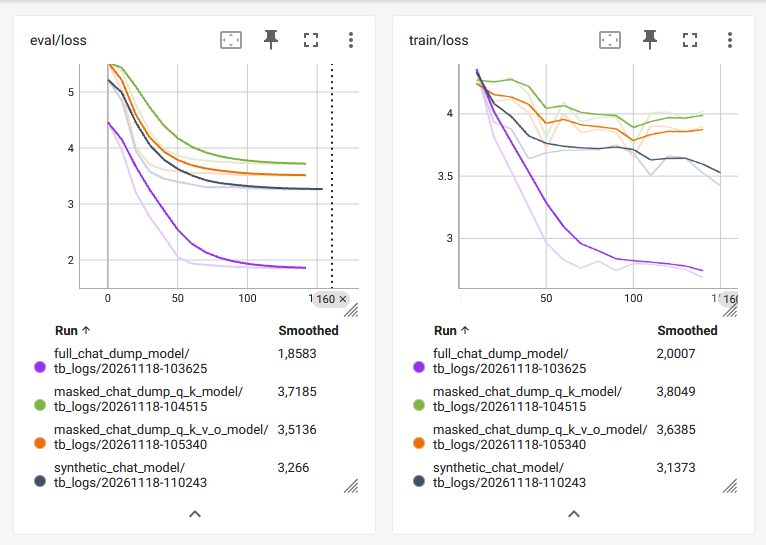 eval/loss
5
4
3
2
0
50
100
160 ×
Run ↑ Smoothed
full_chat_dump_model/
tb_logs/20261118-103625 1,8583
masked_chat_dump_q_k_model/
tb_logs/20261118-104515 3,7185
masked_chat_dump_q_k_v_o_model/
tb_logs/20261118-105340 3,5136
synthetic_chat_model/
tb_logs/20261118-110243 3,266
train/loss
4
3.5
3
50
100
160
Run ↑ Smoothed
full_chat_dump_model/
tb_logs/20261118-103625 2,0007
masked_chat_dump_q_k_model/
tb_logs/20261118-104515 3,8049
masked_chat_dump_q_k_v_o_model/
tb_logs/20261118-105340 3,6385
synthetic_chat_model/
tb_logs/20261118-110243 3,1373